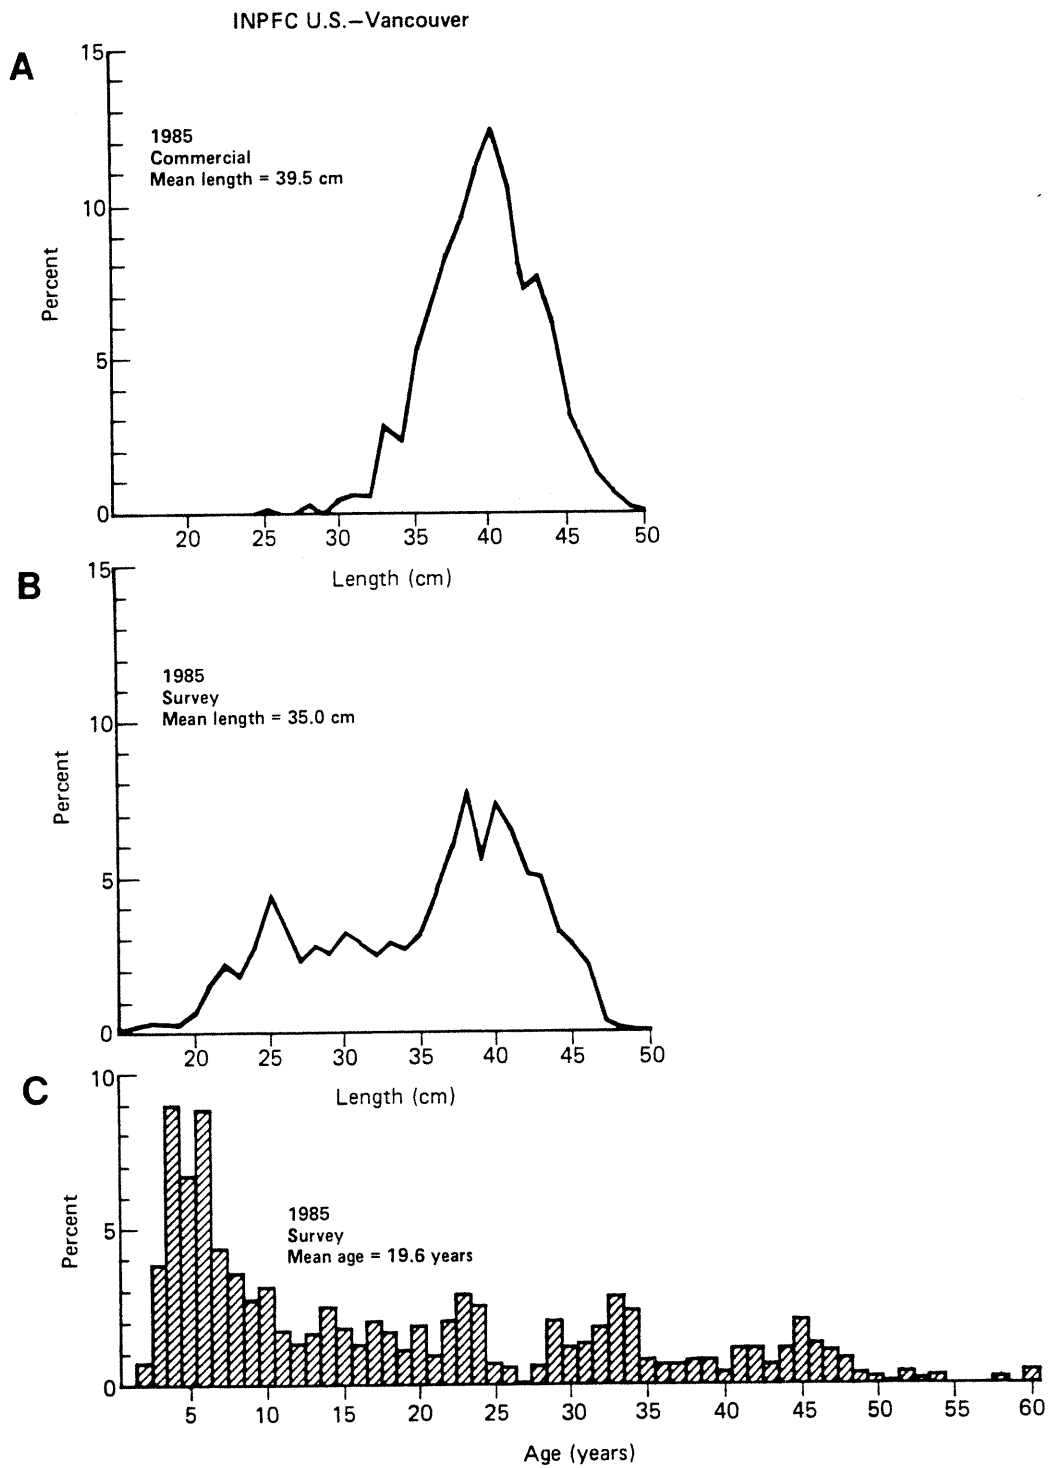 INPFC U.S.–Vancouver
A
15
1985
Commercial
Mean length = 39.5 cm
10
Percent
5
0
20 25 30 35 40 45 50
Length (cm)
B
15
1985
Survey
Mean length = 35.0 cm
10
Percent
5
0
20 25 30 35 40 45 50
Length (cm)
C
10
1985
Survey
Mean age = 19.6 years
Percent
5
0
5 10 15 20 25 30 35 40 45 50 55 60
Age (years)